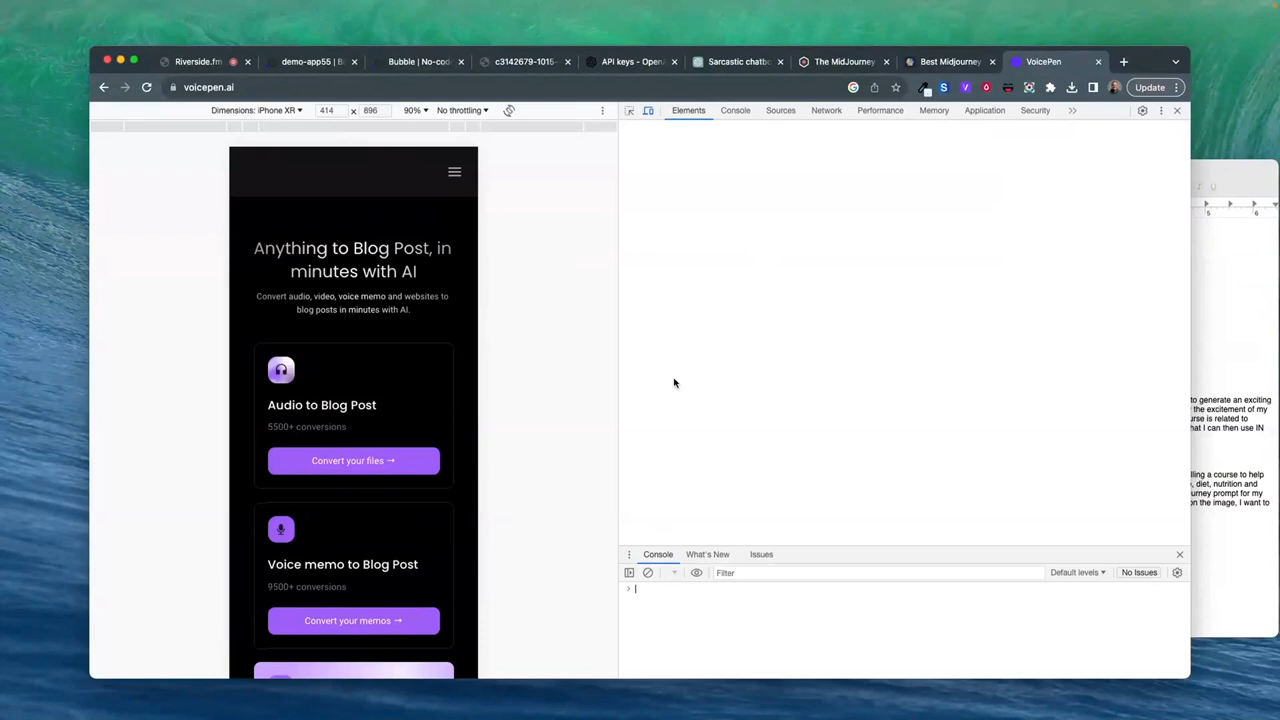 Riverside.fm
demo-app55 | B
Bubble | No-code
c3142679-1015-
API keys - OpenA
Sarcastic chatbo
The MidJourney
Best Midjourney
VoicePen
voicepen.ai
Update
Dimensions: iPhone XR
414 x 896
90%
No throttling
Elements
Console
Sources
Network
Performance
Memory
Application
Security
Anything to Blog Post, in
minutes with AI
Convert audio, video, voice memo and websites to
blog posts in minutes with AI.
Audio to Blog Post
5500+ conversions
Convert your files →
Voice memo to Blog Post
9500+ conversions
Convert your memos →
Console
What's New
Issues
Filter
Default levels
No Issues
5
6
to generate an exciting
the excitement of my
urse is related to
hat I can then use IN
lling a course to help
, diet, nutrition and
urney prompt for my
on the image, I want to